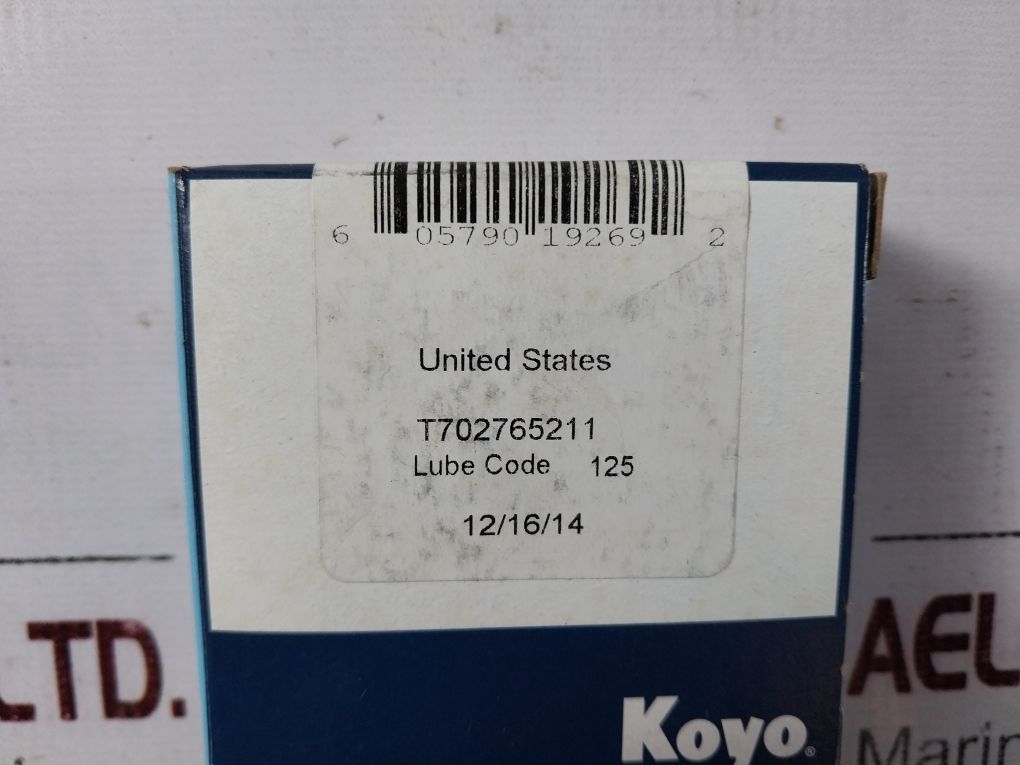 6 05790 19269 2
United States
T702765211
Lube Code 125
12/16/14
LTD.
AEL
Marin
Koyo®